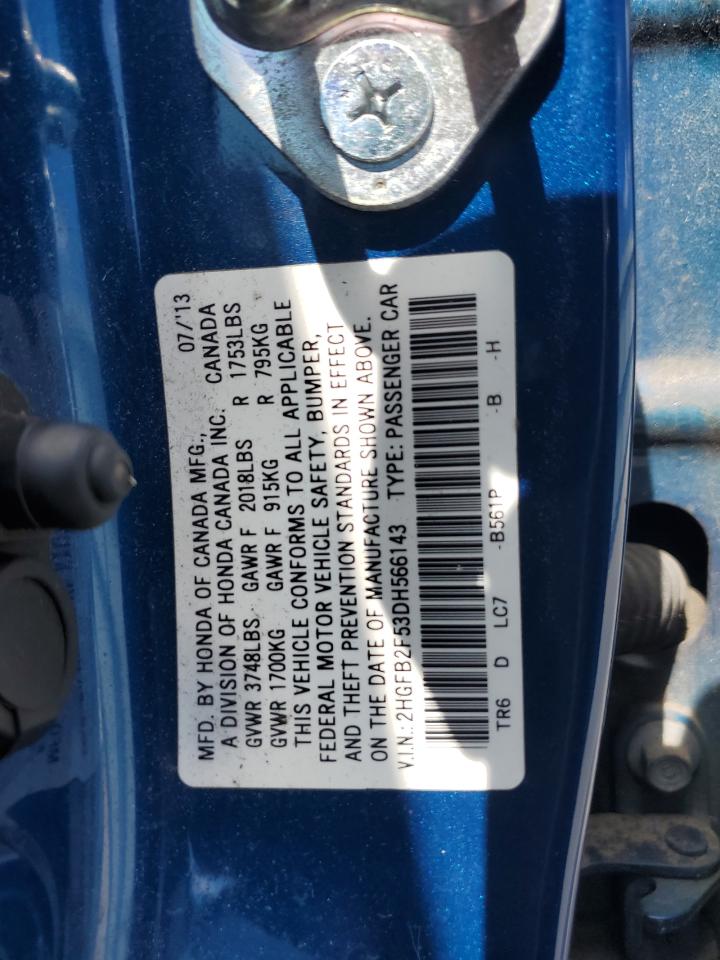 MFD. BY HONDA OF CANADA MFG., 07/'13
A DIVISION OF HONDA CANADA INC. CANADA
GVWR 3748LBS GAWR F 2018LBS R 1753LBS
GVWR 1700KG GAWR F 915KG R 795KG
THIS VEHICLE CONFORMS TO ALL APPLICABLE
FEDERAL MOTOR VEHICLE SAFETY, BUMPER,
AND THEFT PREVENTION STANDARDS IN EFFECT
ON THE DATE OF MANUFACTURE SHOWN ABOVE.
V.I.N.: 2HGFB2F53DH566143 TYPE: PASSENGER CAR
TR6 D LC7 -B561P -B -H